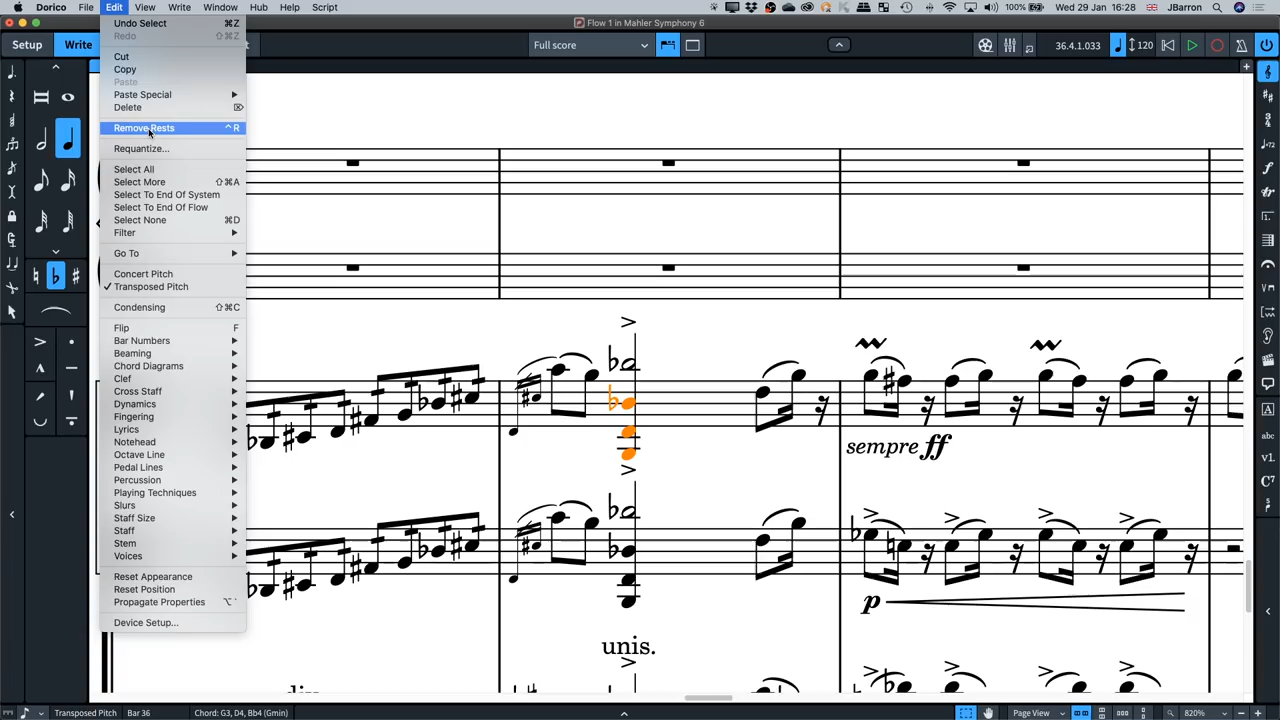 Dorico File Edit View Write Window Hub Help Script
100% Wed 29 Jan 16:28 JBarron
Flow 1 in Mahler Symphony 6
Setup Write Full score 36.4.1.033 120
Undo Select ⌘Z
Redo ⇧⌘Z
Cut
Copy
Paste
Paste Special
Delete
Remove Rests ^R
Requantize...
Select All
Select More ⇧⌘A
Select To End Of System
Select To End Of Flow
Select None ⌘D
Filter
Go To
Concert Pitch
✓ Transposed Pitch
Condensing ⇧⌘C
Flip F
Bar Numbers
Beaming
Chord Diagrams
Clef
Cross Staff
Dynamics
Fingering
Lyrics
Notehead
Octave Line
Pedal Lines
Percussion
Playing Techniques
Slurs
Staff Size
Staff
Stem
Voices
Reset Appearance
Reset Position
Propagate Properties
Device Setup...
sempre ff
p
unis.
abc
v1.
C7
Transposed Pitch Bar 36 Chord: G3, D4, Bb4 (Gmin) Page View 820%